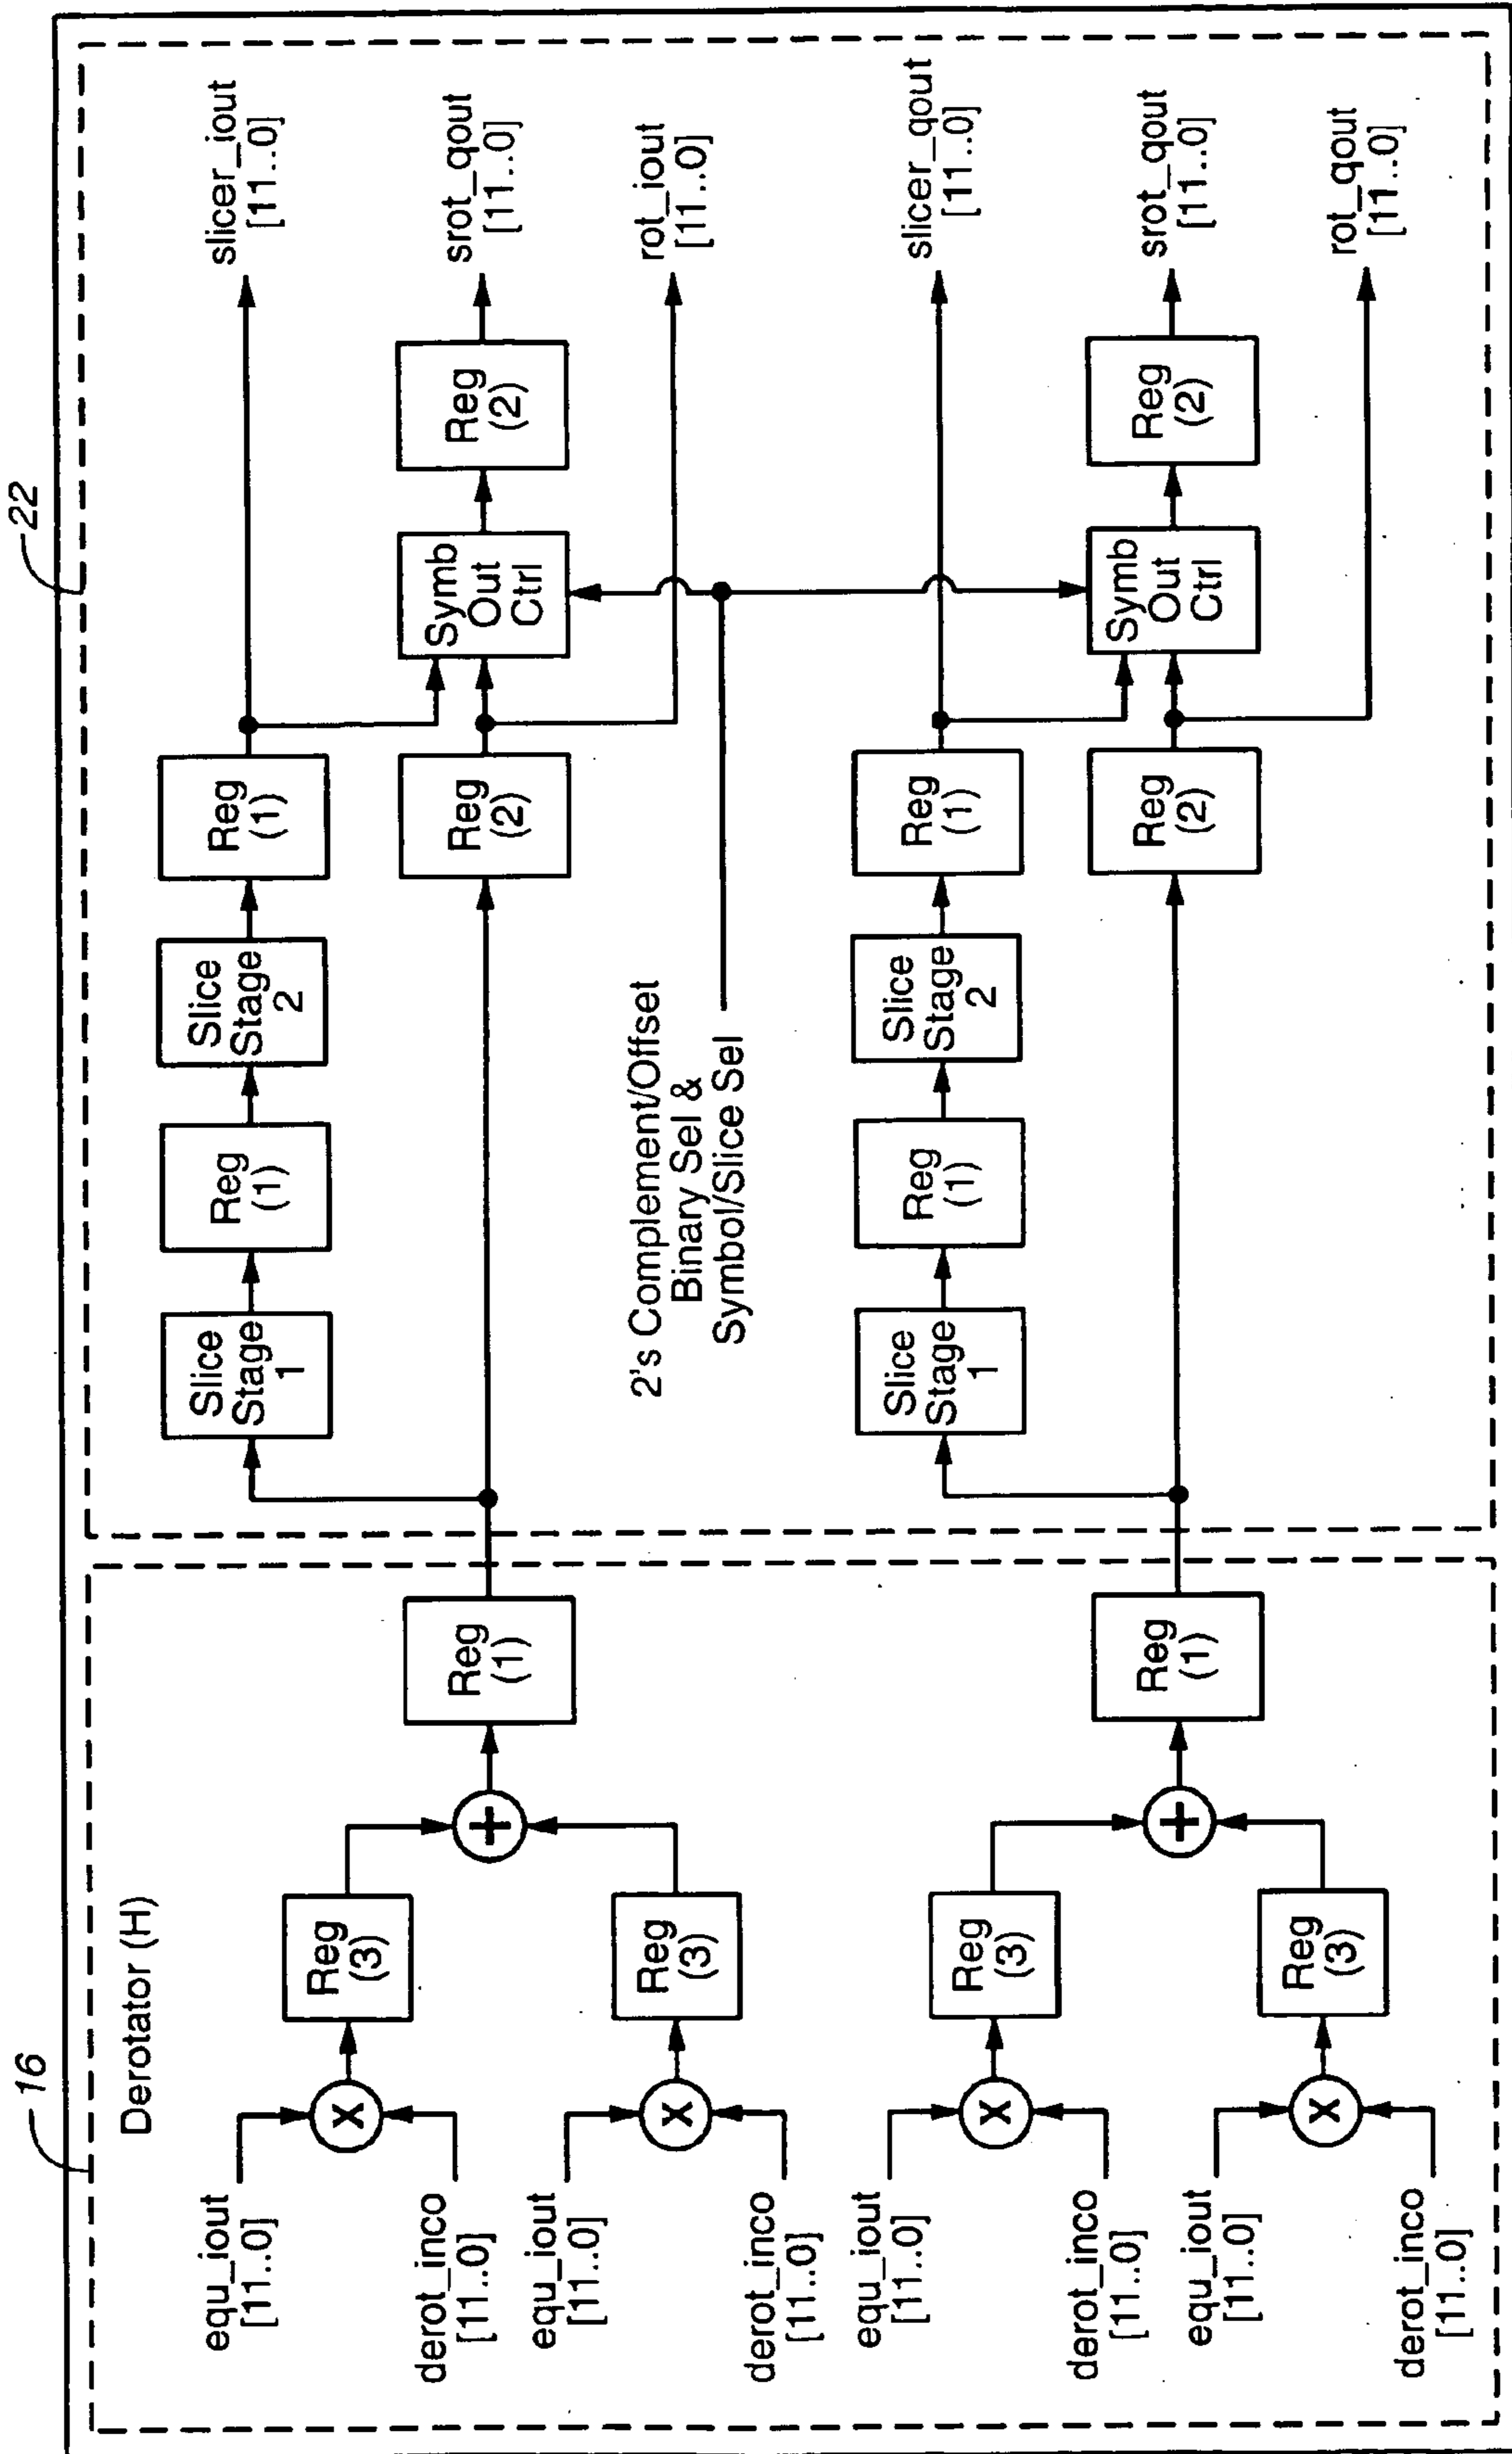 16
22
Derotator (H)
equ_iout
[11..0]
derot_inco
[11..0]
equ_iout
[11..0]
derot_inco
[11..0]
equ_iout
[11..0]
derot_inco
[11..0]
equ_iout
[11..0]
derot_inco
[11..0]
X
X
X
X
Reg
(3)
Reg
(3)
Reg
(3)
Reg
(3)
+
+
Reg
(1)
Reg
(1)
Slice
Stage
1
Reg
(1)
Slice
Stage
2
Reg
(1)
Reg
(2)
Symb
Out
Ctrl
Reg
(2)
slicer_iout
[11..0]
srot_qout
[11..0]
rot_iout
[11..0]
2's Complement/Offset
Binary Sel &
Symbol/Slice Sel
Slice
Stage
1
Reg
(1)
Slice
Stage
2
Reg
(1)
Reg
(2)
Symb
Out
Ctrl
Reg
(2)
slicer_qout
[11..0]
srot_qout
[11..0]
rot_qout
[11..0]